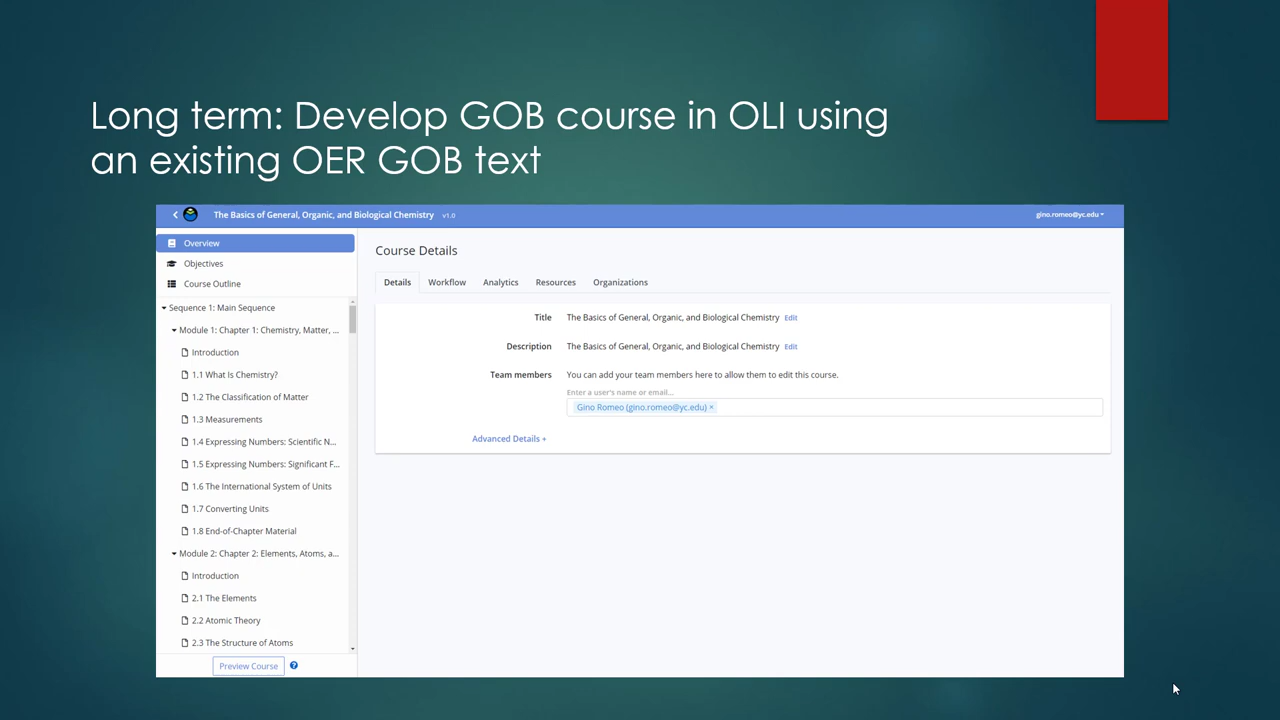 Long term: Develop GOB course in OLI using
an existing OER GOB text
The Basics of General, Organic, and Biological Chemistry v1.0
gino.romeo@yc.edu
Overview
Objectives
Course Outline
Sequence 1: Main Sequence
Module 1: Chapter 1: Chemistry, Matter, ...
Introduction
1.1 What Is Chemistry?
1.2 The Classification of Matter
1.3 Measurements
1.4 Expressing Numbers: Scientific N...
1.5 Expressing Numbers: Significant F...
1.6 The International System of Units
1.7 Converting Units
1.8 End-of-Chapter Material
Module 2: Chapter 2: Elements, Atoms, a...
Introduction
2.1 The Elements
2.2 Atomic Theory
2.3 The Structure of Atoms
Preview Course ?
Course Details
Details Workflow Analytics Resources Organizations
Title The Basics of General, Organic, and Biological Chemistry Edit
Description The Basics of General, Organic, and Biological Chemistry Edit
Team members You can add your team members here to allow them to edit this course.
Enter a user's name or email...
Gino Romeo (gino.romeo@yc.edu) ×
Advanced Details +